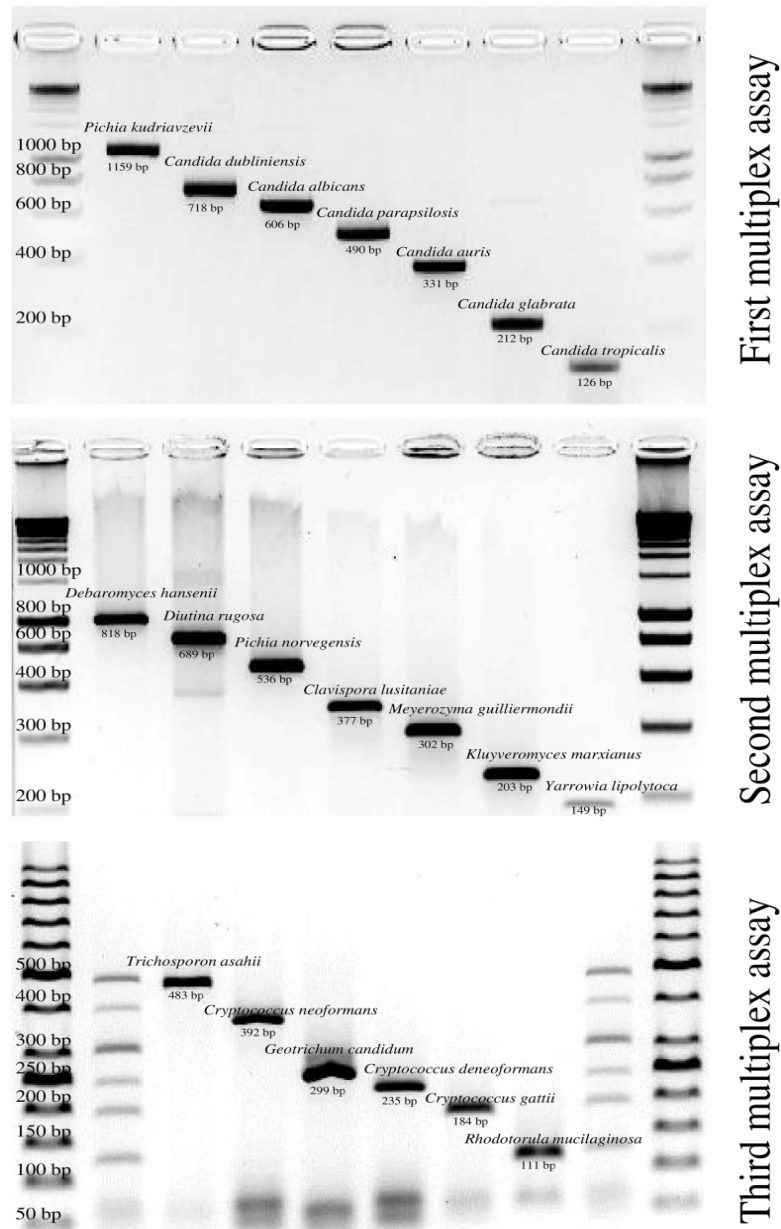 First multiplex assay
Pichia kudriavzevii
1000 bp
1159 bp
Candida dubliniensis
800 bp
718 bp
Candida albicans
600 bp
606 bp
Candida parapsilosis
490 bp
400 bp
Candida auris
331 bp
Candida glabrata
200 bp
212 bp
Candida tropicalis
126 bp
Second multiplex assay
1000 bp
Debaromyces hansenii
800 bp
818 bp
Diutina rugosa
600 bp
689 bp
Pichia norvegensis
400 bp
536 bp
Clavispora lusitaniae
377 bp
Meyerozyma guilliermondii
300 bp
302 bp
Kluyveromyces marxianus
203 bp
Yarrowia lipolytoca
200 bp
149 bp
Third multiplex assay
500 bp
Trichosporon asahii
400 bp
483 bp
Cryptococcus neoformans
392 bp
300 bp
Geotrichum candidum
250 bp
299 bp
Cryptococcus deneoformans
200 bp
235 bp
Cryptococcus gattii
184 bp
150 bp
Rhodotorula mucilaginosa
100 bp
111 bp
50 bp